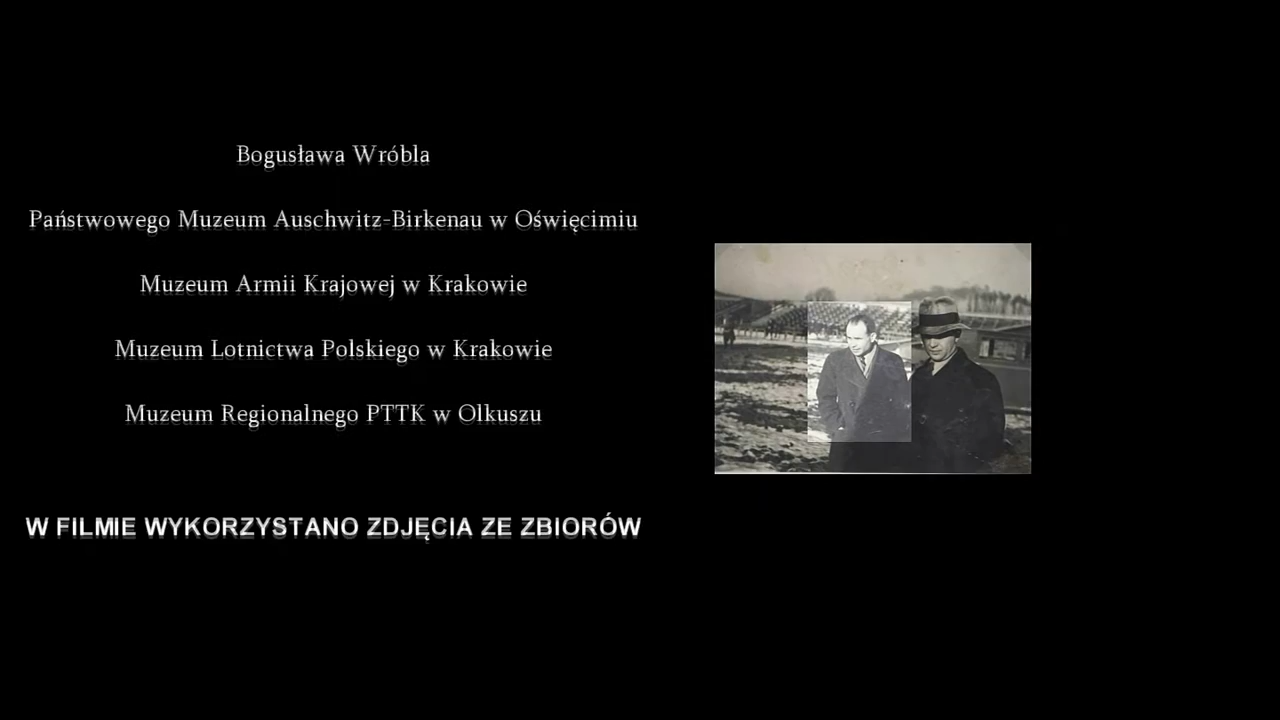 Bogusława Wróbla
Państwowego Muzeum Auschwitz-Birkenau w Oświęcimiu
Muzeum Armii Krajowej w Krakowie
Muzeum Lotnictwa Polskiego w Krakowie
Muzeum Regionalnego PTTK w Olkuszu
W FILMIE WYKORZYSTANO ZDJĘCIA ZE ZBIORÓW